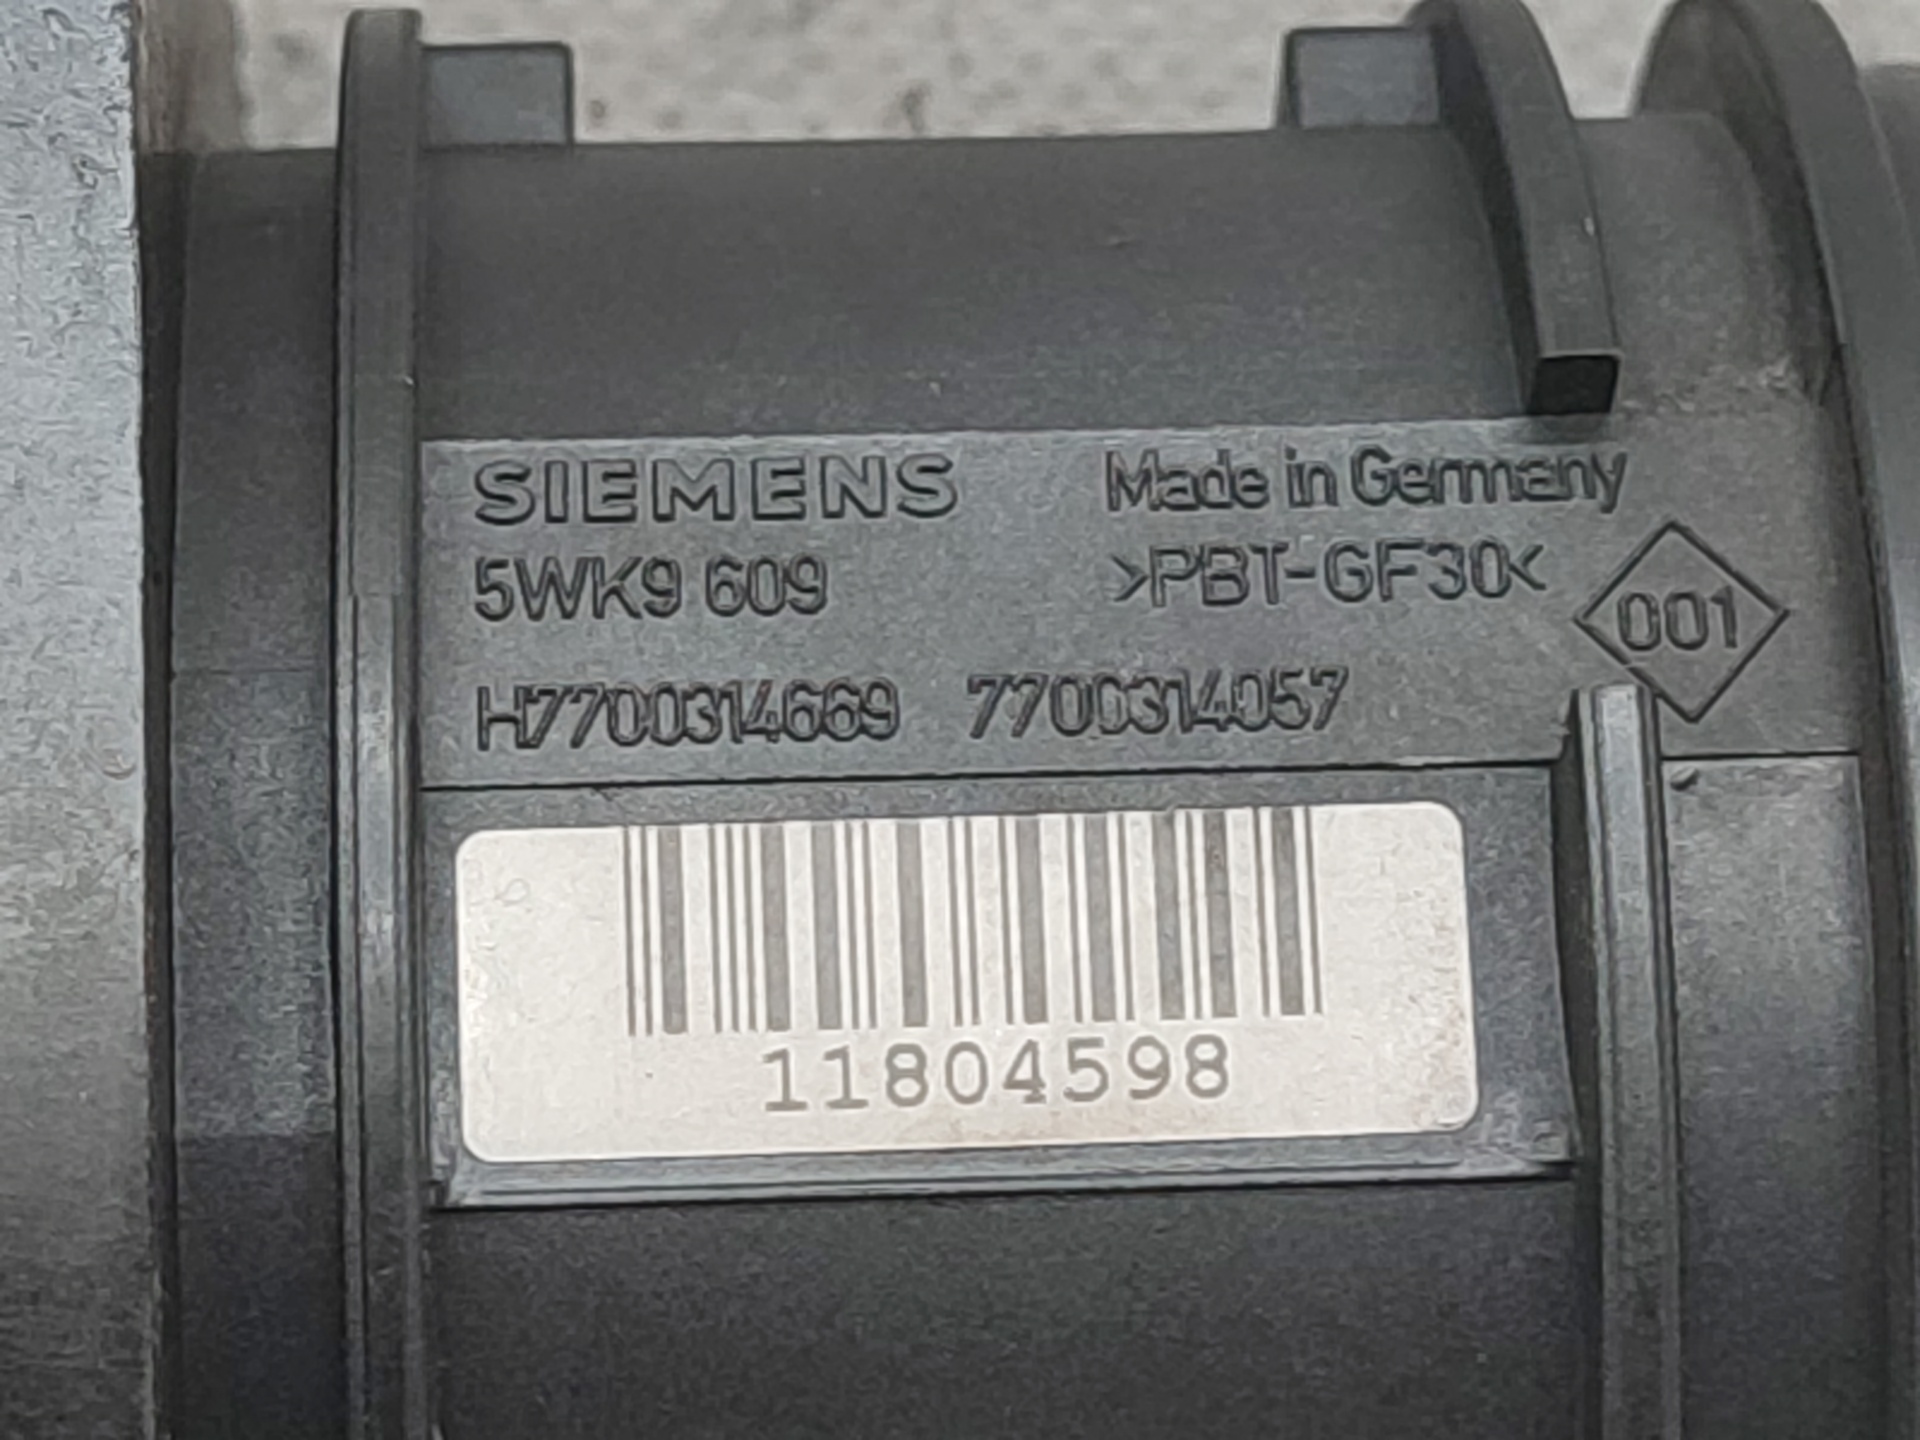 SIEMENS Made in Germany
5WK9 609 >PBT-GF30<
001
H7700314669 7700314057
11804598